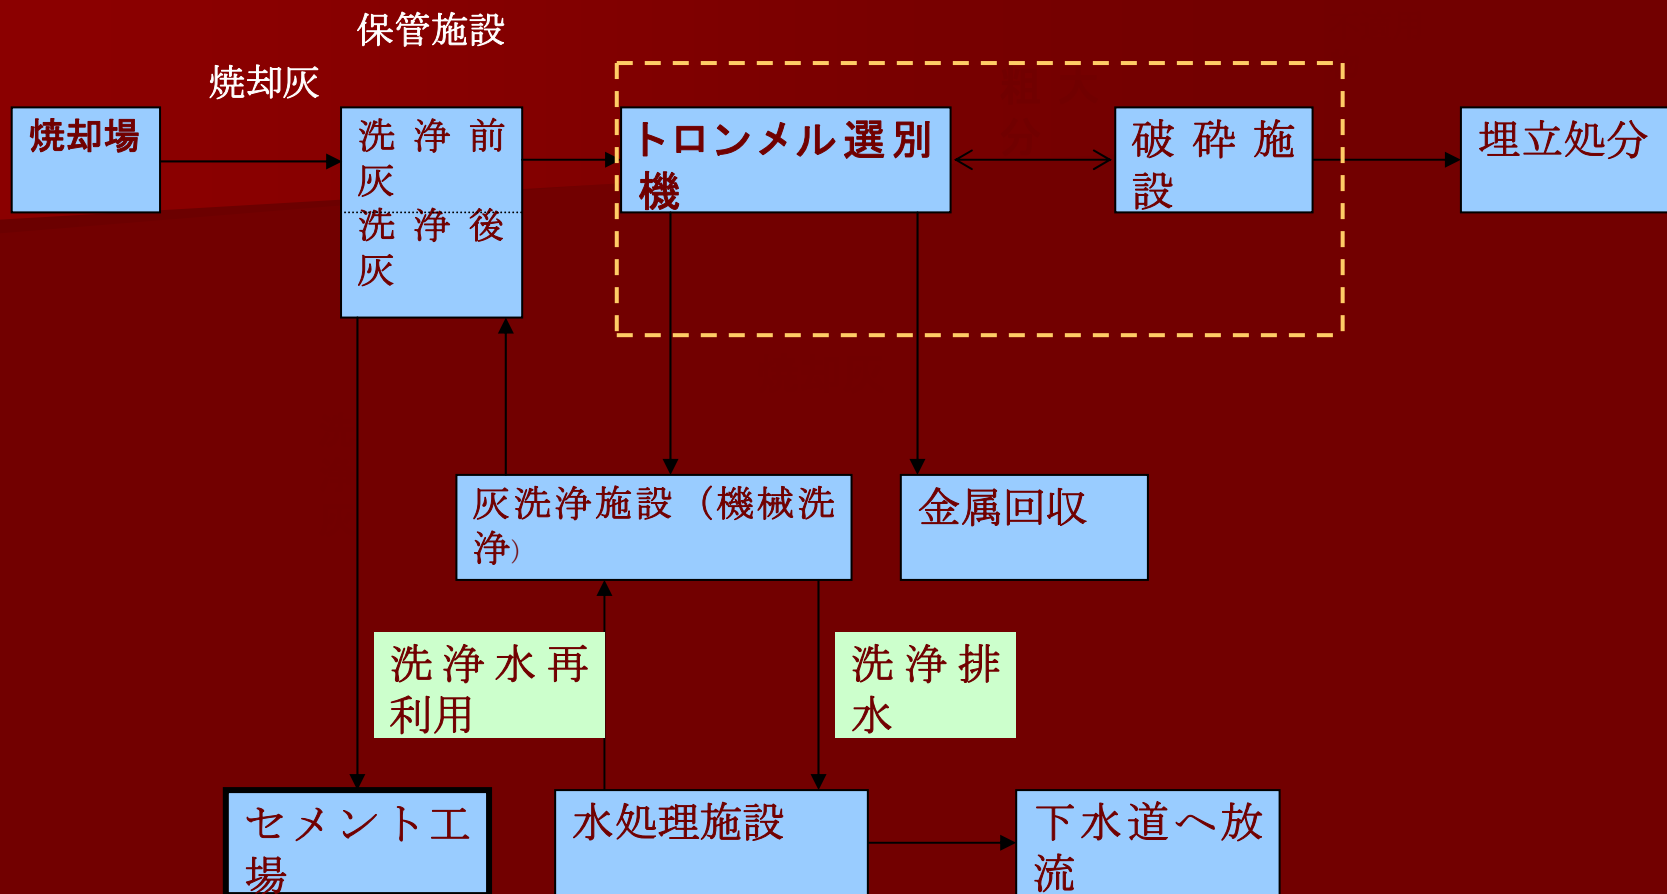 保管施設
焼却灰
焼却場
洗浄前
灰
洗浄後
灰
トロンメル選別
機
破砕施
設
埋立処分
灰洗浄施設（機械洗
浄）
金属回収
洗浄水再
利用
洗浄排
水
セメント工
場
水処理施設
下水道へ放
流